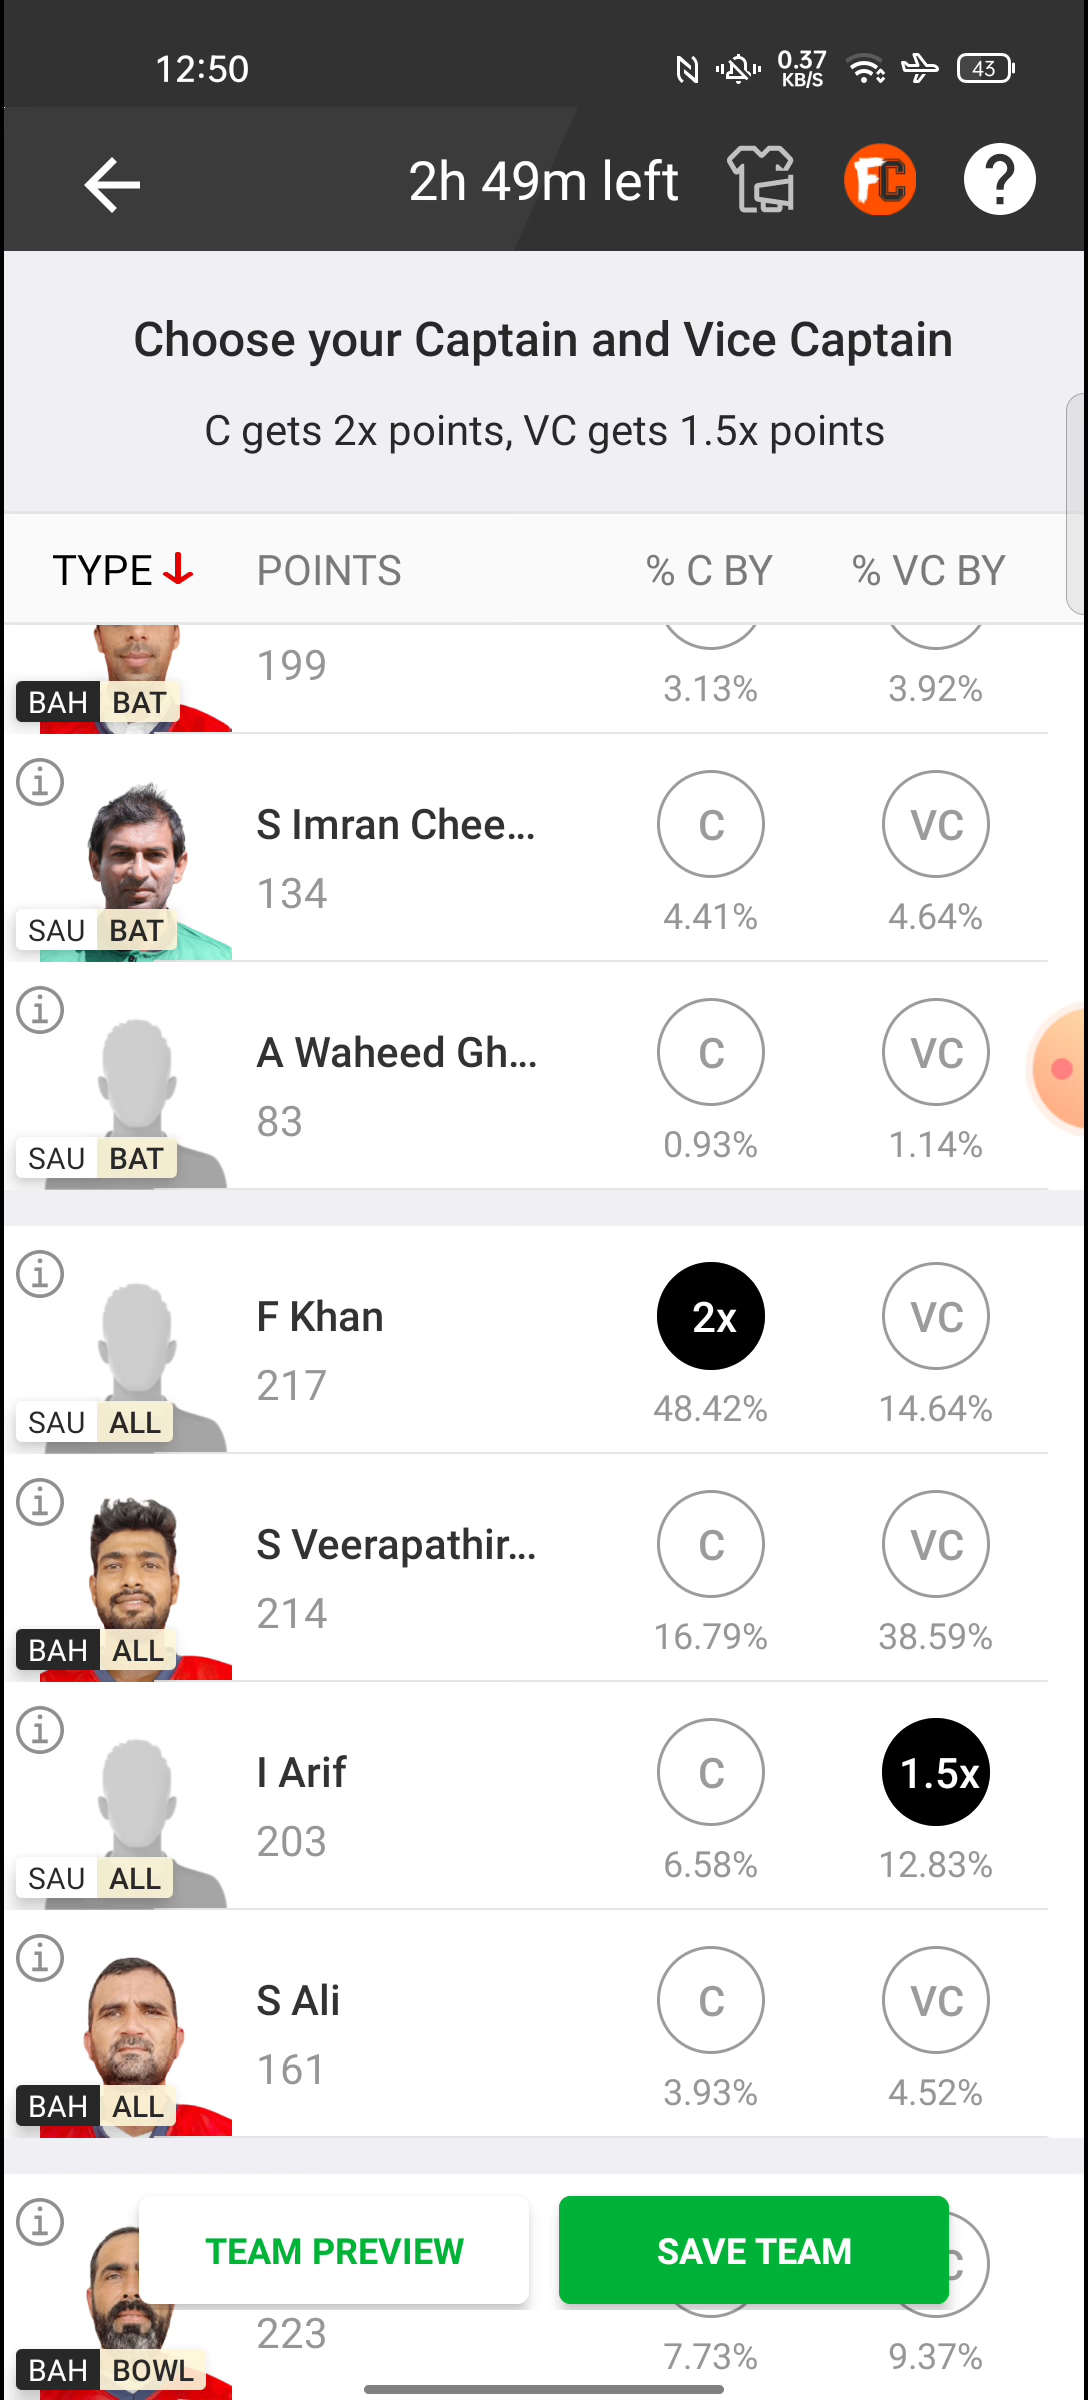 12:50
0.37
KB/S
43
2h 49m left
FC
?
Choose your Captain and Vice Captain
C gets 2x points, VC gets 1.5x points
TYPE POINTS % C BY % VC BY
199
3.13% 3.92%
BAH BAT
i
S Imran Chee...
C VC
134
4.41% 4.64%
SAU BAT
i
A Waheed Gh...
C VC
83
0.93% 1.14%
SAU BAT
i
F Khan
2x VC
217
48.42% 14.64%
SAU ALL
i
S Veerapathir...
C VC
214
16.79% 38.59%
BAH ALL
i
I Arif
C 1.5x
203
6.58% 12.83%
SAU ALL
i
S Ali
C VC
161
3.93% 4.52%
BAH ALL
i
TEAM PREVIEW SAVE TEAM
C
223
7.73% 9.37%
BAH BOWL